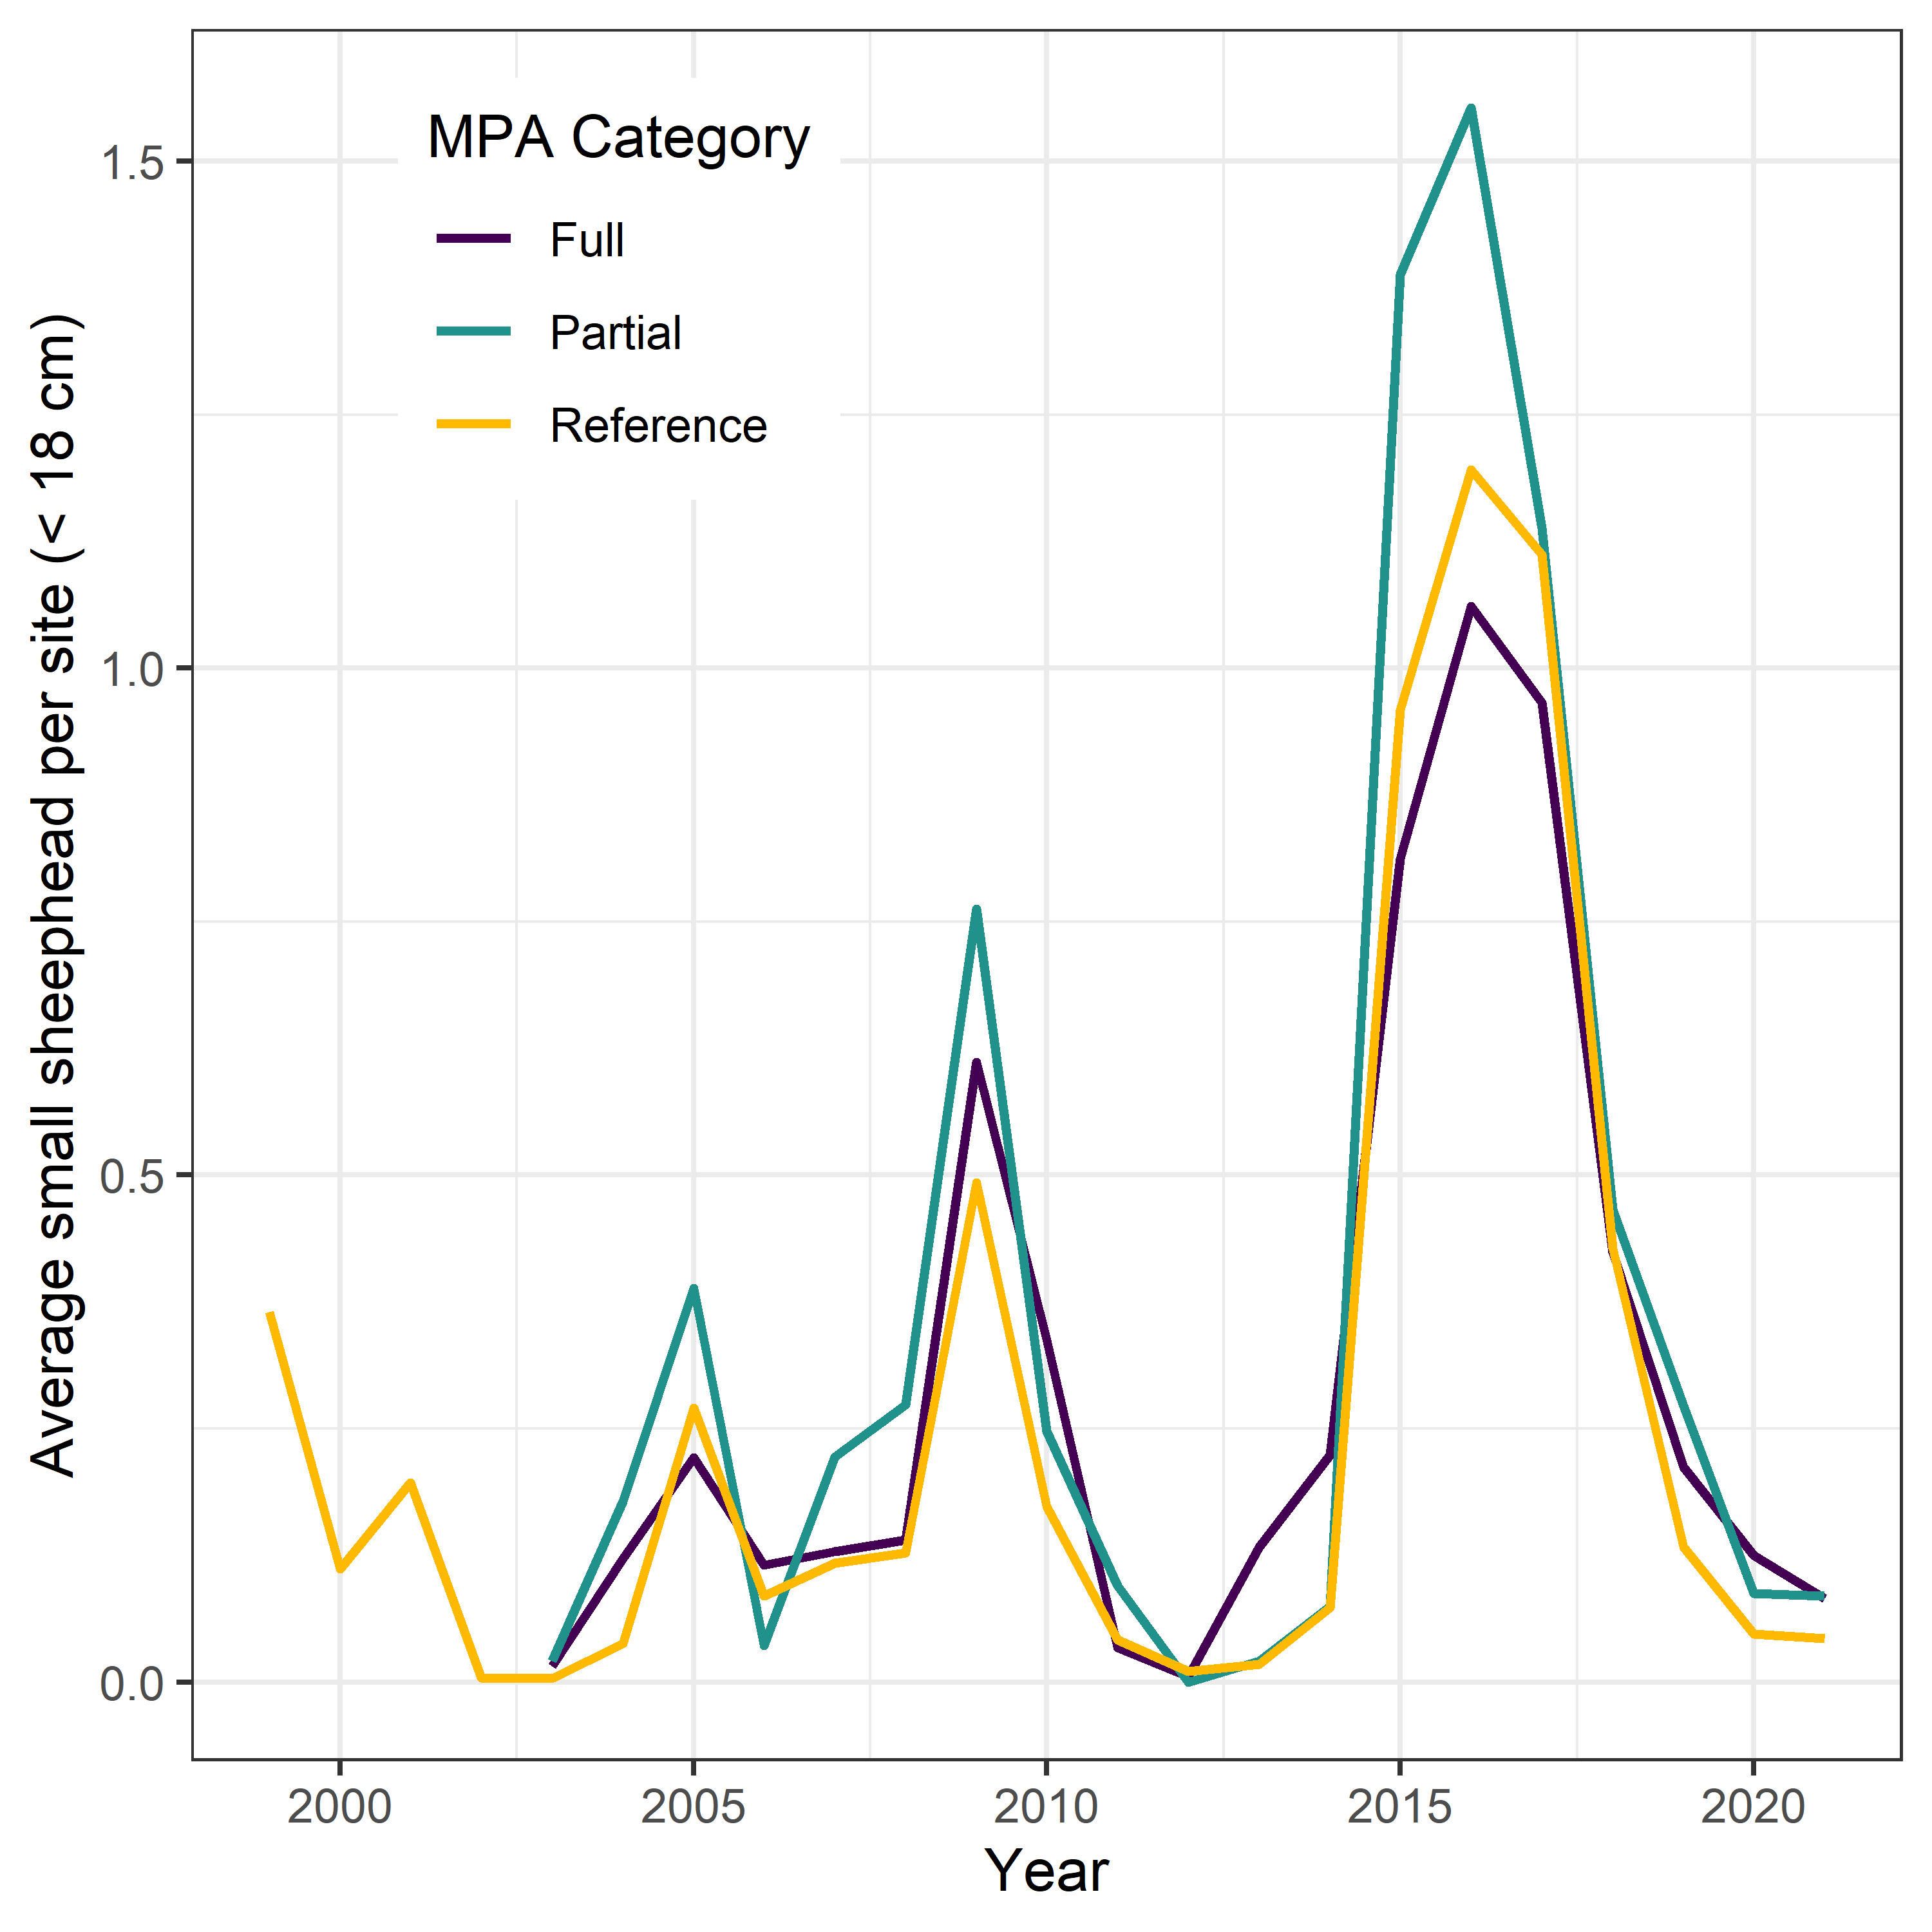 MPA Category
Full
Partial
Reference
Average small sheephead per site (< 18 cm)
1.5
1.0
0.5
0.0
2000 2005 2010 2015 2020
Year